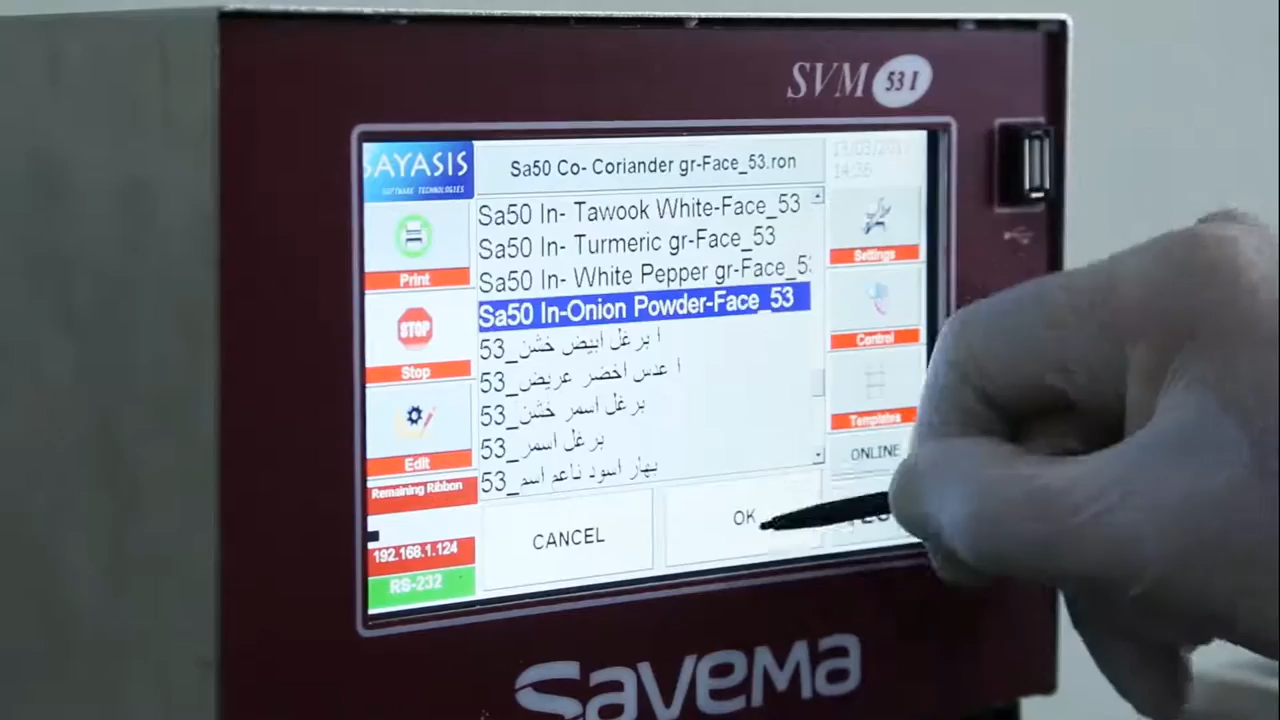 SVM 53 I
SAYASIS
SOFTWARE TECHNOLOGIES
Sa50 Co- Coriander gr-Face_53.ron
14:36
Sa50 In- Tawook White-Face_53
Sa50 In- Turmeric gr-Face_53
Sa50 In- White Pepper gr-Face_53
Sa50 In-Onion Powder-Face_53
ا برغل ابيض خشن_53
ا عدس اخضر عريض_53
برغل اسمر خشن_53
برغل اسمر_53
بهار اسود ناعم اسم_53
Print
Stop
STOP
Edit
Remaining Ribbon
192.168.1.124
RS-232
Settings
Control
Templates
ONLINE
CANCEL
OK
SAVEMA